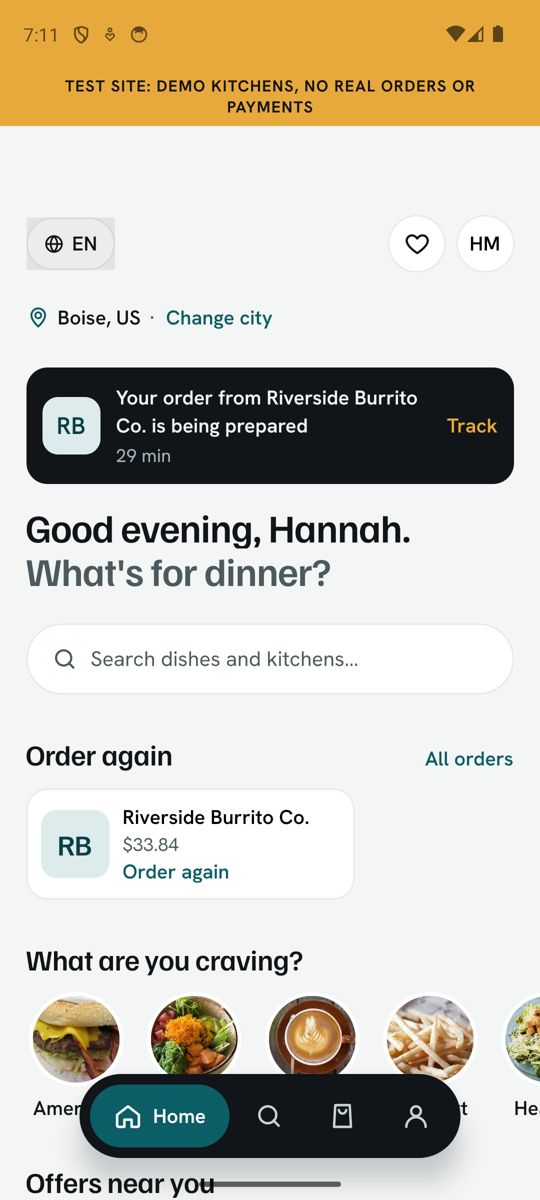 7:11
TEST SITE: DEMO KITCHENS, NO REAL ORDERS OR
PAYMENTS
EN
HM
Boise, US · Change city
RB
Your order from Riverside Burrito
Co. is being prepared
29 min
Track
Good evening, Hannah.
What's for dinner?
Search dishes and kitchens...
Order again
All orders
RB
Riverside Burrito Co.
$33.84
Order again
What are you craving?
Home
Offers near you